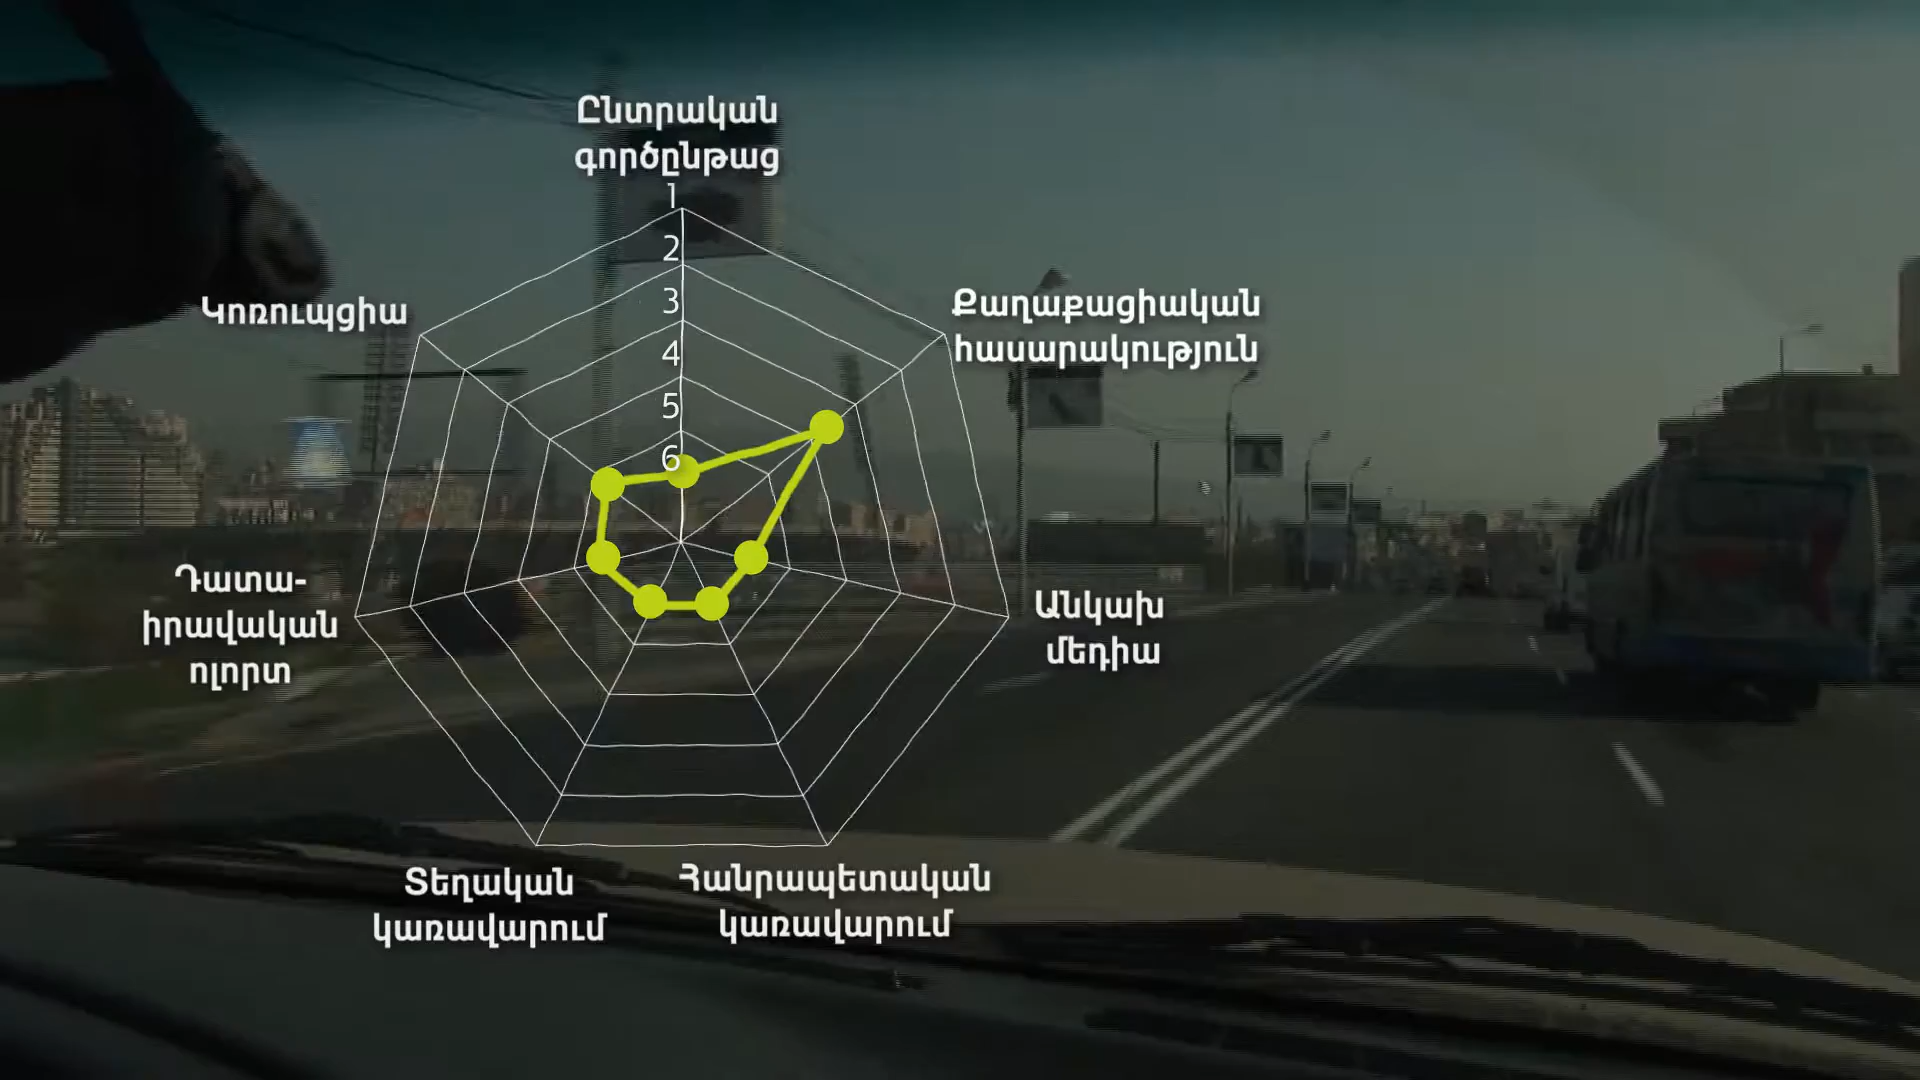 Ընտրական
գործընթաց
1
2
3
4
5
6
Կոռուպցիա
Քաղաքացիական
հասարակություն
Դատա-
իրավական
ոլորտ
Անկախ
մեդիա
Տեղական
կառավարում
Հանրապետական
կառավարում